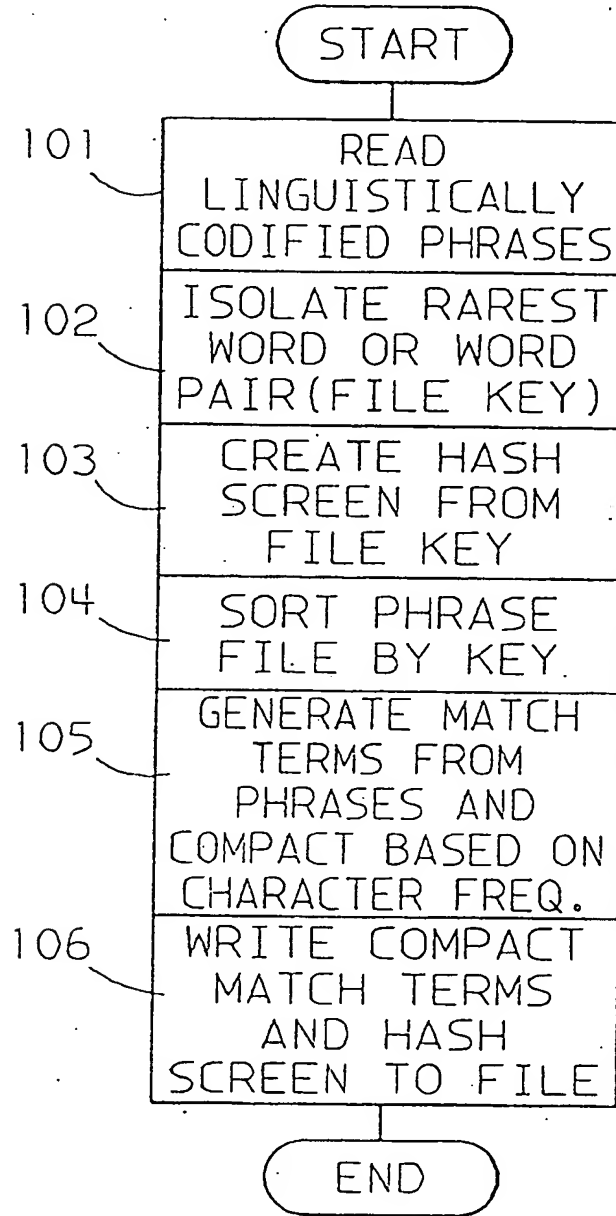 START
101
READ
LINGUISTICALLY
CODIFIED PHRASES
102
ISOLATE RAREST
WORD OR WORD
PAIR(FILE KEY)
103
CREATE HASH
SCREEN FROM
FILE KEY
104
SORT PHRASE
FILE BY KEY
105
GENERATE MATCH
TERMS FROM
PHRASES AND
COMPACT BASED ON
CHARACTER FREQ.
106
WRITE COMPACT
MATCH TERMS
AND HASH
SCREEN TO FILE
END